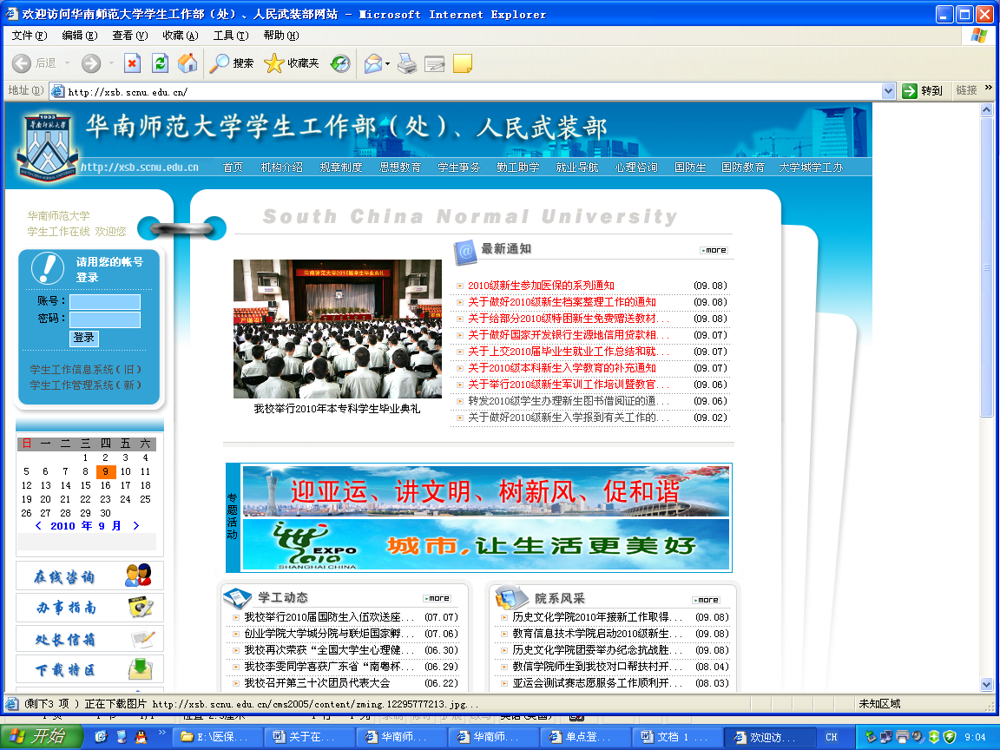 欢迎访问华南师范大学学生工作部（处）、人民武装部网站 - Microsoft Internet Explorer
文件(F) 编辑(E) 查看(V) 收藏(A) 工具(T) 帮助(H)
后退 搜索 收藏夹
地址(D) http://xsb.scnu.edu.cn/ 转到 链接 »
1933
华南师范大学学生工作部（处）、人民武装部
http://xsb.scnu.edu.cn 首页 机构介绍 规章制度 思想教育 学生事务 勤工助学 就业导航 心理咨询 国防生 国防教育 大学城学工办
华南师范大学
学生工作在线 欢迎您
请用您的帐号
登录
账号：
密码：
登录
学生工作信息系统(旧)
学生工作管理系统(新)
日 一 二 三 四 五 六
1 2 3 4
5 6 7 8 9 10 11
12 13 14 15 16 17 18
19 20 21 22 23 24 25
26 27 28 29 30
< 2010 年 9 月 >
在线咨询
办事指南
处长信箱
下载特区
South China Normal University
华南师范大学2010届学生毕业典礼
我校举行2010年本专科学生毕业典礼
最新通知 more
2010级新生参加医保的系列通知 (09.08)
关于做好2010级新生档案整理工作的通知 (09.08)
关于给部分2010级特困新生免费赠送教材... (09.08)
关于做好国家开发银行生源地信用贷款相... (09.07)
关于上交2010届毕业生就业工作总结和就... (09.07)
关于2010级本科新生入学教育的补充通知 (09.07)
关于举行2010级新生军训工作培训暨教官... (09.06)
转发2010级学生办理新生图书借阅证的通... (09.06)
关于做好2010级新生入学报到有关工作的... (09.02)
专题活动
迎亚运、讲文明、树新风、促和谐
EXPO
2010
SHANGHAI CHINA
城市,让生活更美好
学工动态 more
我校举行2010届国防生入伍欢送座... (07.07)
创业学院大学城分院与联炬国家孵... (07.06)
我校再次荣获“全国大学生心理健... (06.30)
我校李雯同学喜获广东省“南粤杯... (06.29)
我校召开第三十次团员代表大会 (06.22)
院系风采 more
历史文化学院2010年接新工作取得... (09.08)
教育信息技术学院启动2010级新生... (09.08)
历史文化学院团委举办纪念抗战胜... (09.08)
教信学院师生到我校对口帮扶村开... (08.04)
亚运会测试赛志愿服务工作顺利开... (08.03)
(剩下3 项 ) 正在下载图片 http://xsb.scnu.edu.cn/cms2005/content/zming.12295777213.jpg... 未知区域
开始 » E:\医保... 关于在... 华南师... 华南师... 单点登... 文档 1 ... 欢迎访... CH 9:04